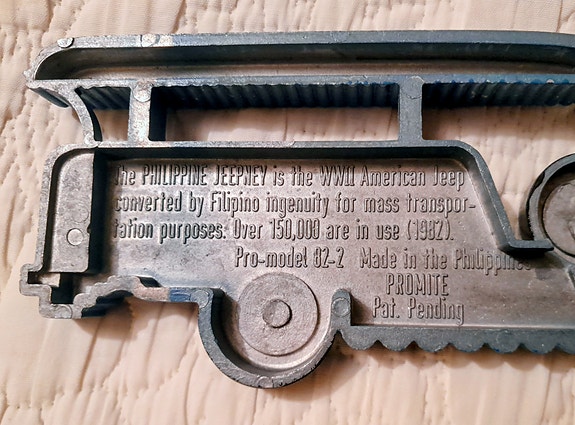 The PHILIPPINE JEEPNEY is the WWII American Jeep
converted by Filipino ingenuity for mass transpor-
tation purposes. Over 150,000 are in use (1982).
Pro-model 82-2 Made in the Philippines
PROMITE
Pat. Pending